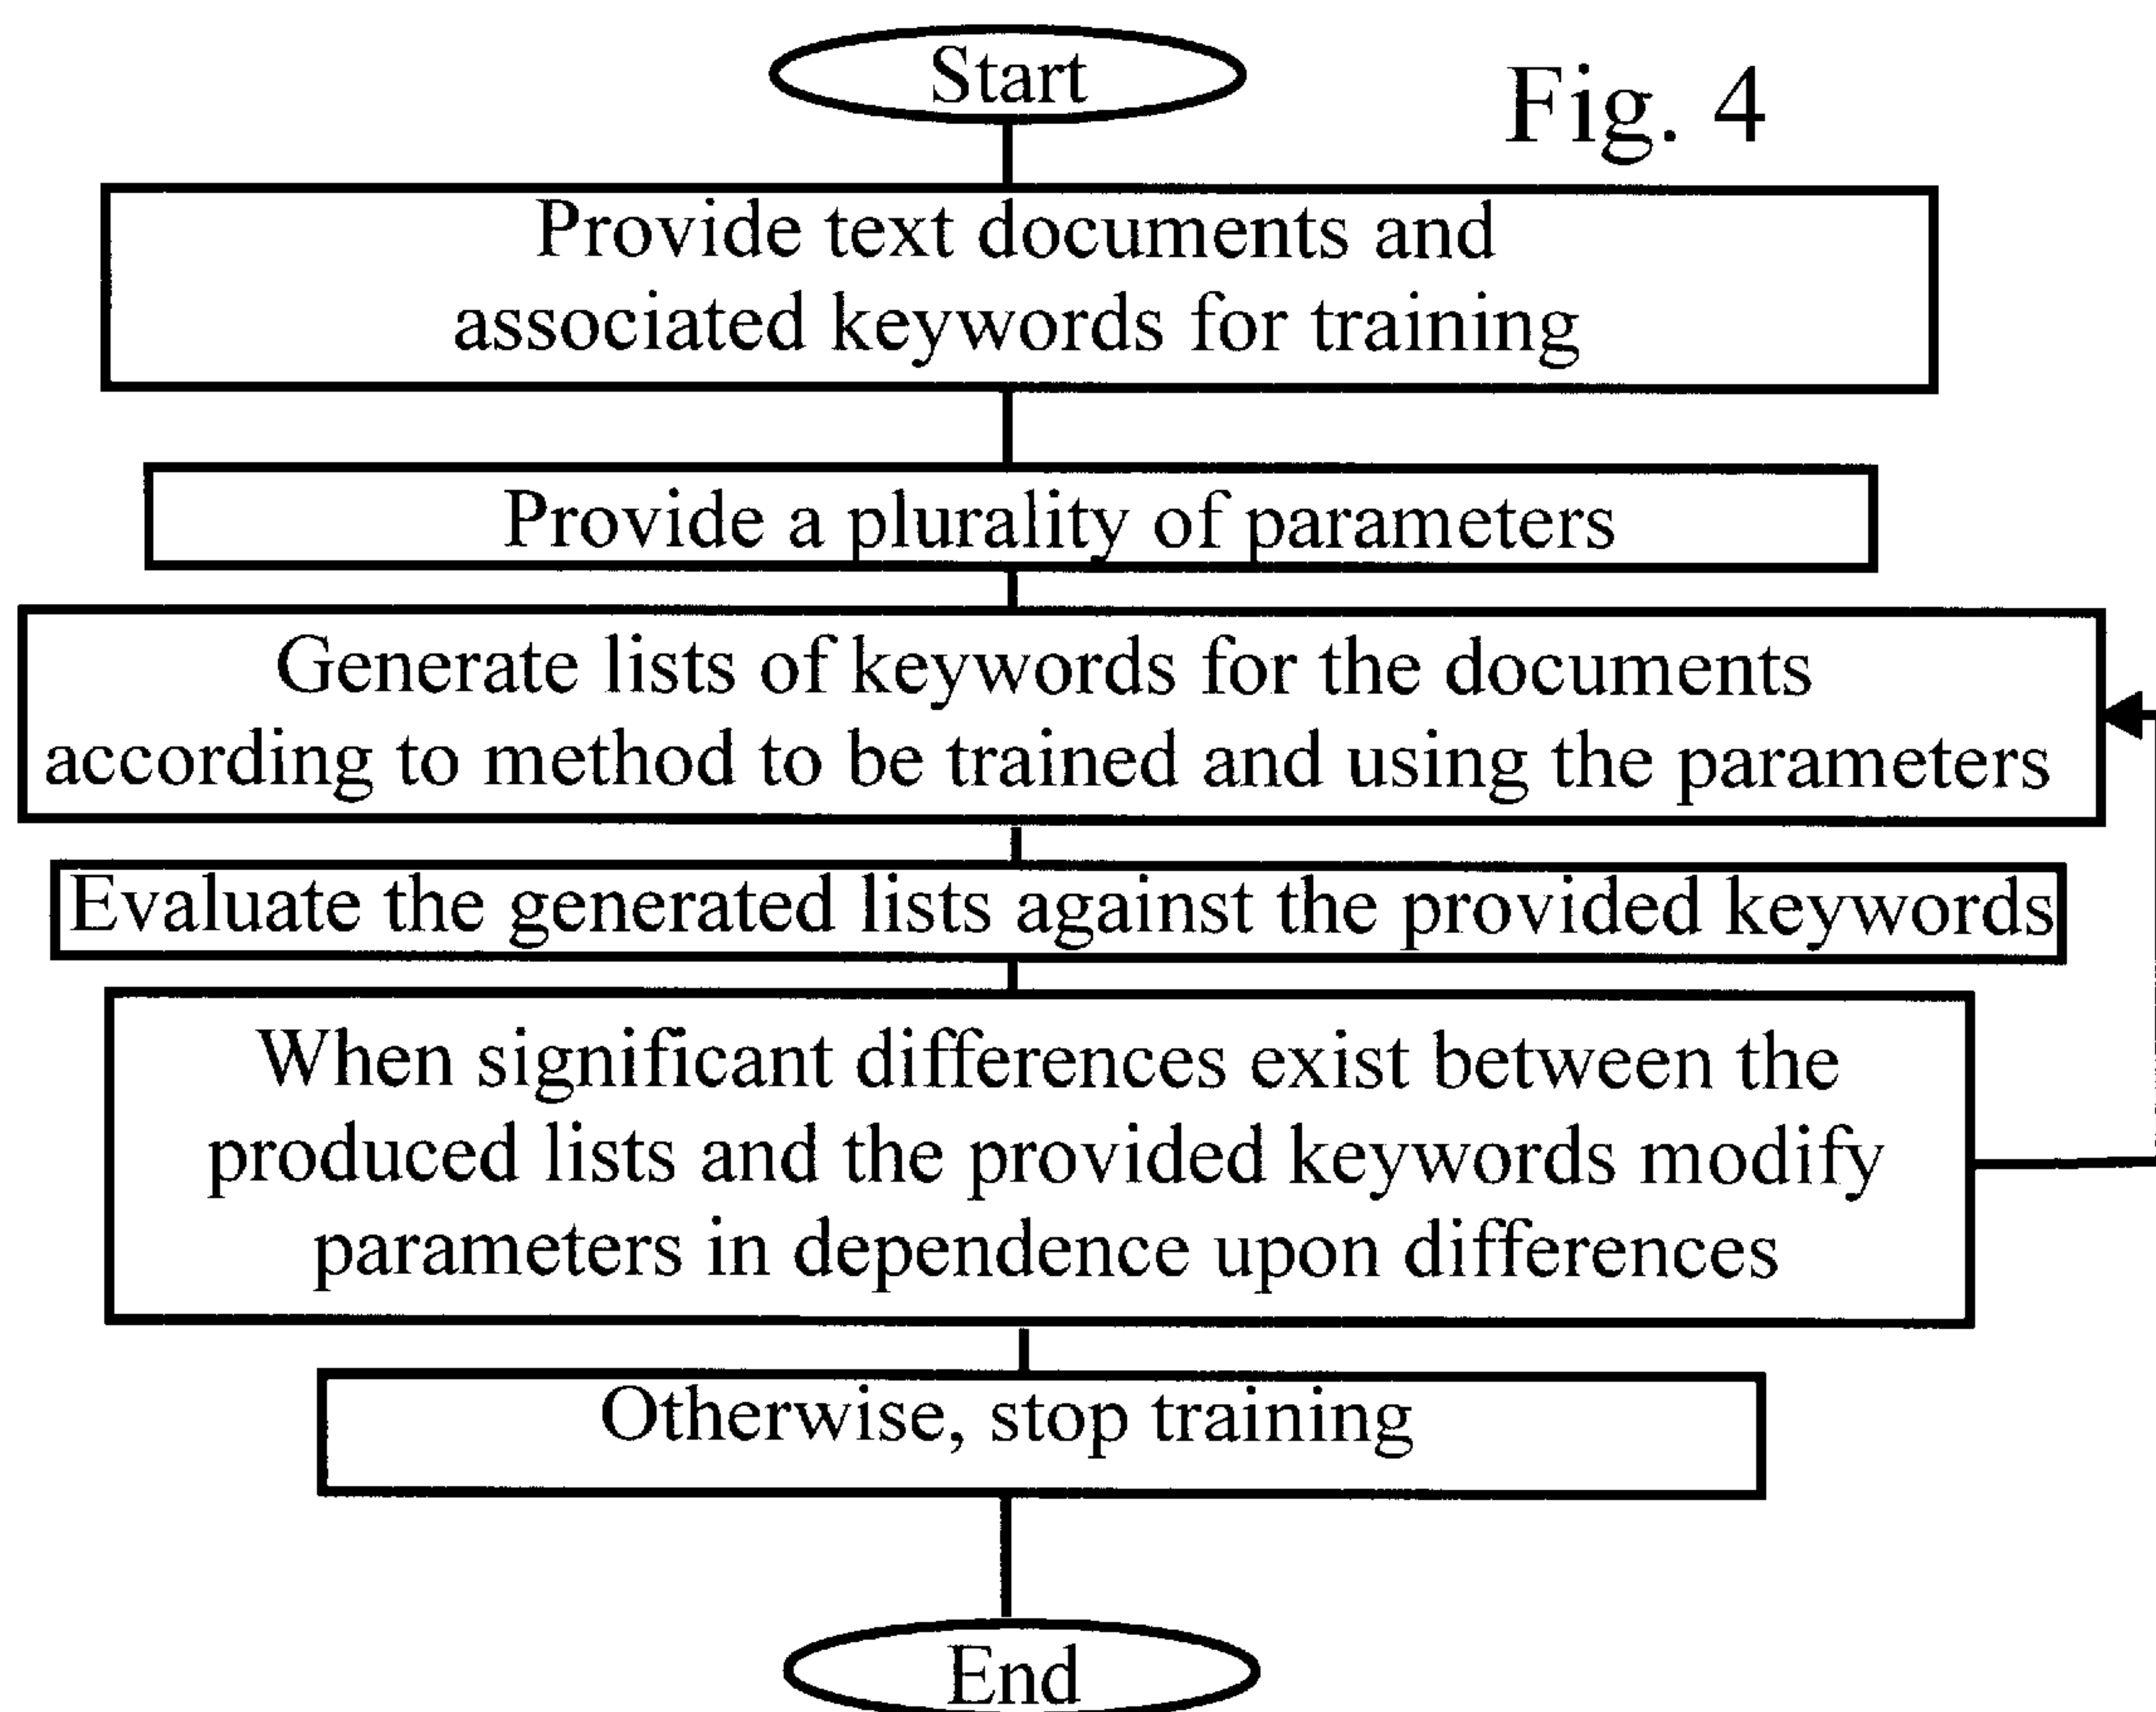 Start
Fig. 4
Provide text documents and
associated keywords for training
Provide a plurality of parameters
Generate lists of keywords for the documents
according to method to be trained and using the parameters
Evaluate the generated lists against the provided keywords
When significant differences exist between the
produced lists and the provided keywords modify
parameters in dependence upon differences
Otherwise, stop training
End